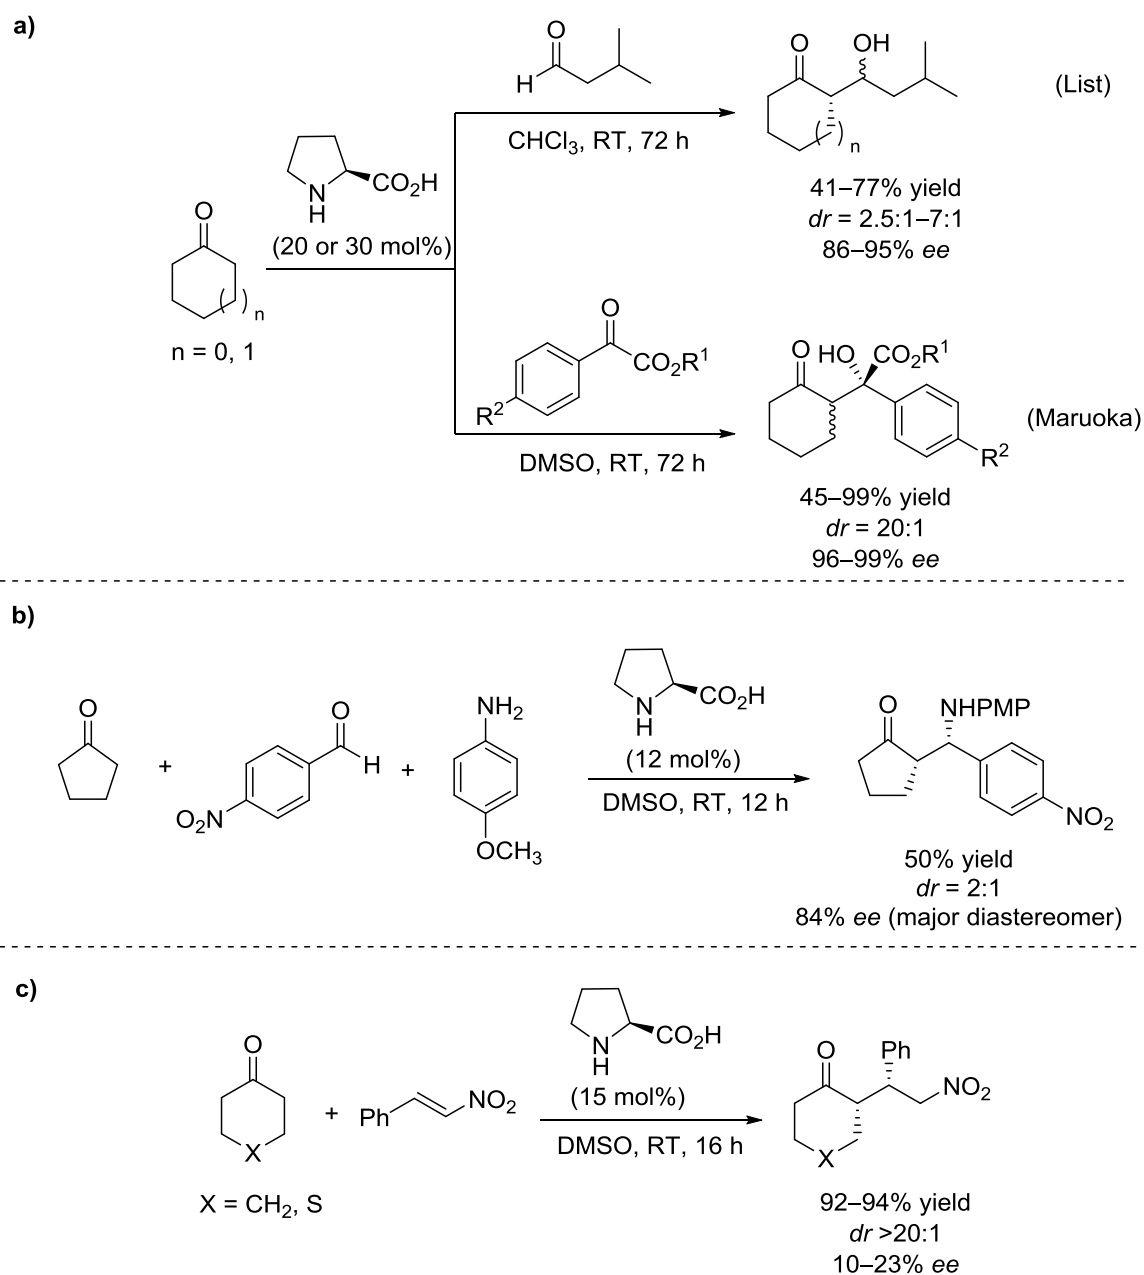 a)
O
H
CHCl3, RT, 72 h
O
OH
n
(List)
41–77% yield
dr = 2.5:1–7:1
86–95% ee
N
H
CO2H
(20 or 30 mol%)
O
n
n = 0, 1
O
CO2R1
R2
DMSO, RT, 72 h
O
HO
CO2R1
R2
(Maruoka)
45–99% yield
dr = 20:1
96–99% ee
b)
O
+
O
H
O2N
+
NH2
OCH3
N
H
CO2H
(12 mol%)
DMSO, RT, 12 h
O
NHPMP
NO2
50% yield
dr = 2:1
84% ee (major diastereomer)
c)
O
X
X = CH2, S
+
Ph
NO2
N
H
CO2H
(15 mol%)
DMSO, RT, 16 h
O
Ph
NO2
X
92–94% yield
dr >20:1
10–23% ee